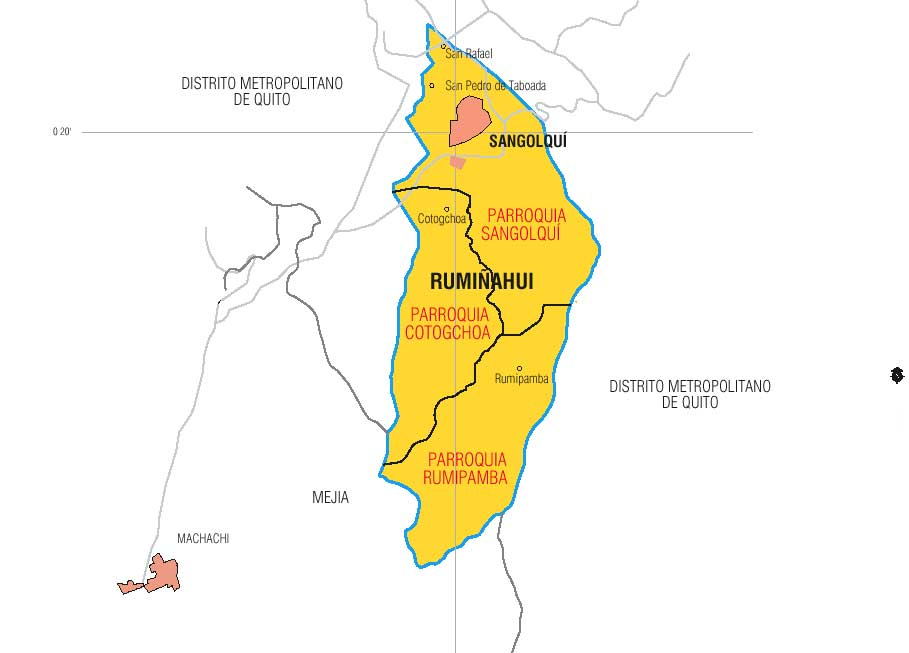 San Rafael
DISTRITO METROPOLITANO
DE QUITO
San Pedro de Taboada
0 20'
SANGOLQUÍ
Cotogchoa
PARROQUIA
SANGOLQUÍ
RUMIÑAHUI
PARROQUIA
COTOGCHOA
Rumipamba
DISTRITO METROPOLITANO
DE QUITO
PARROQUIA
RUMIPAMBA
MEJIA
MACHACHI